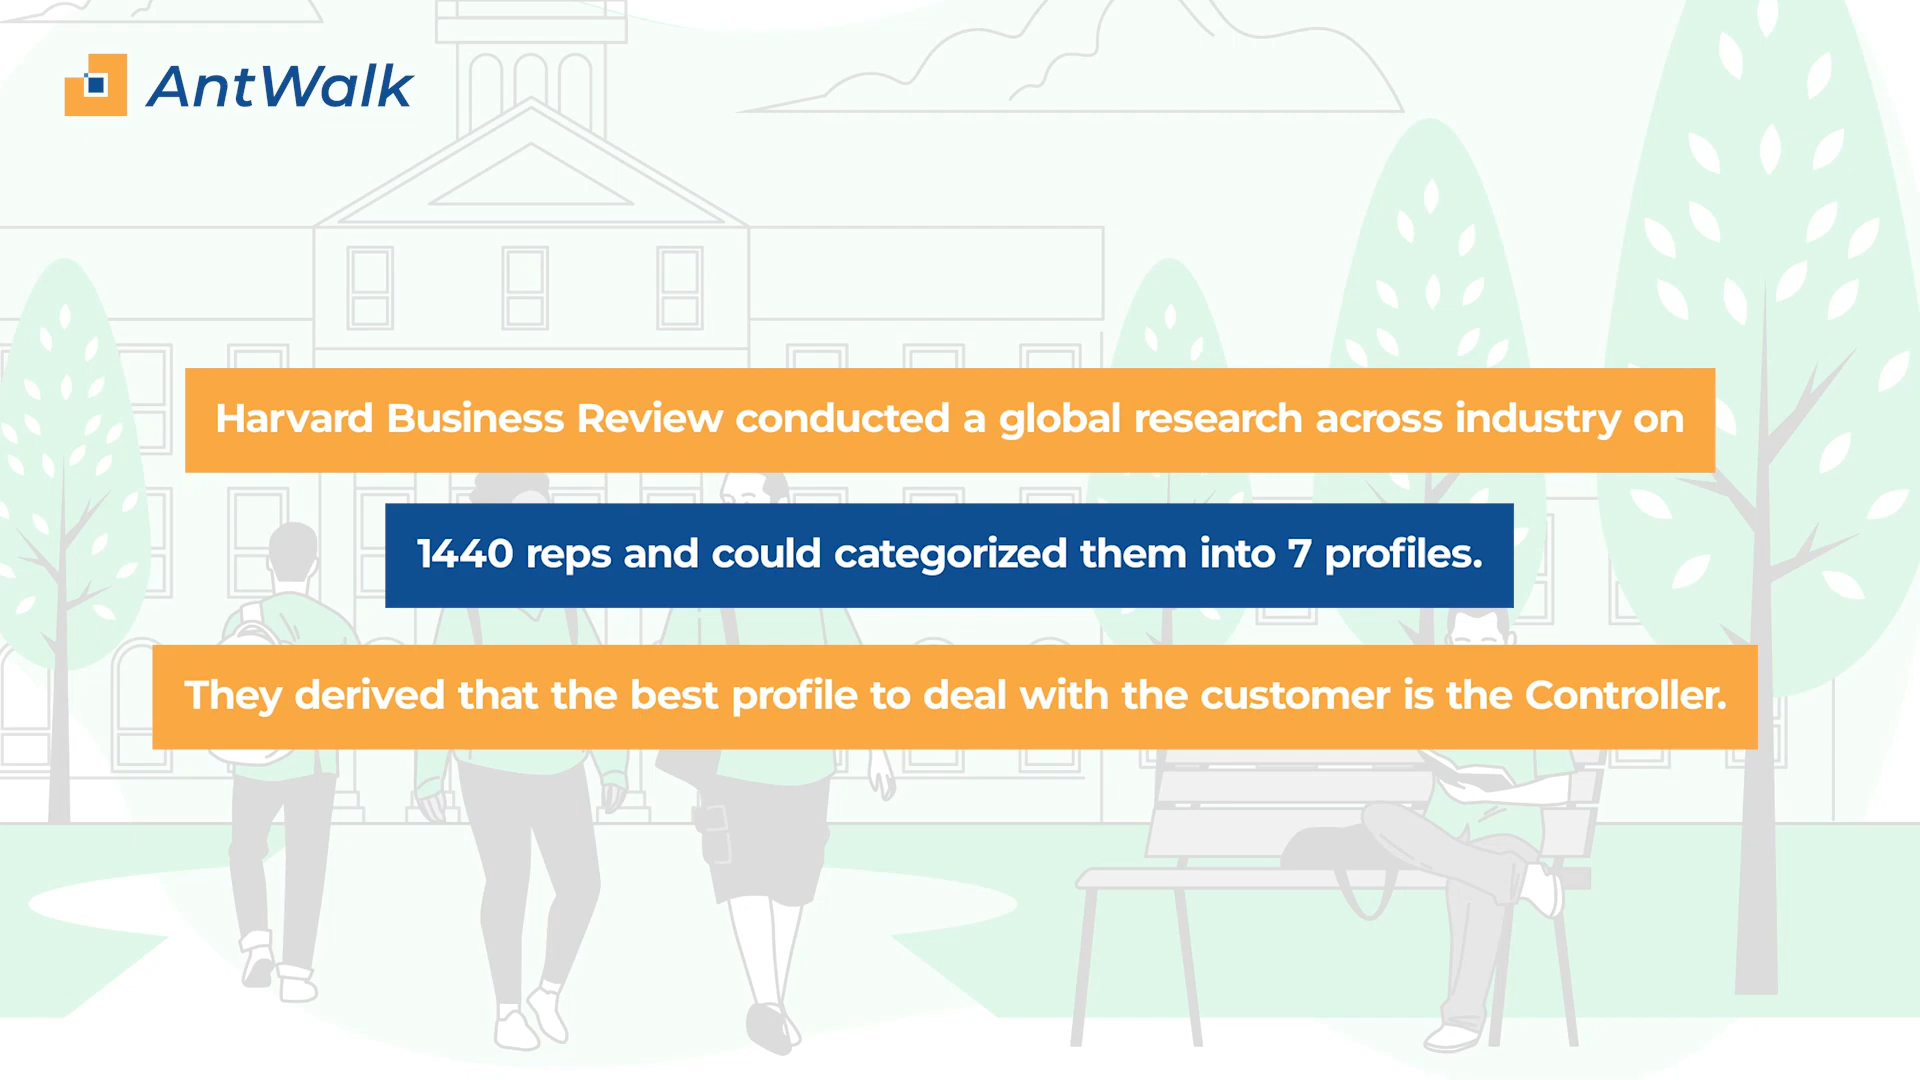 AntWalk
Harvard Business Review conducted a global research across industry on
1440 reps and could categorized them into 7 profiles.
They derived that the best profile to deal with the customer is the Controller.